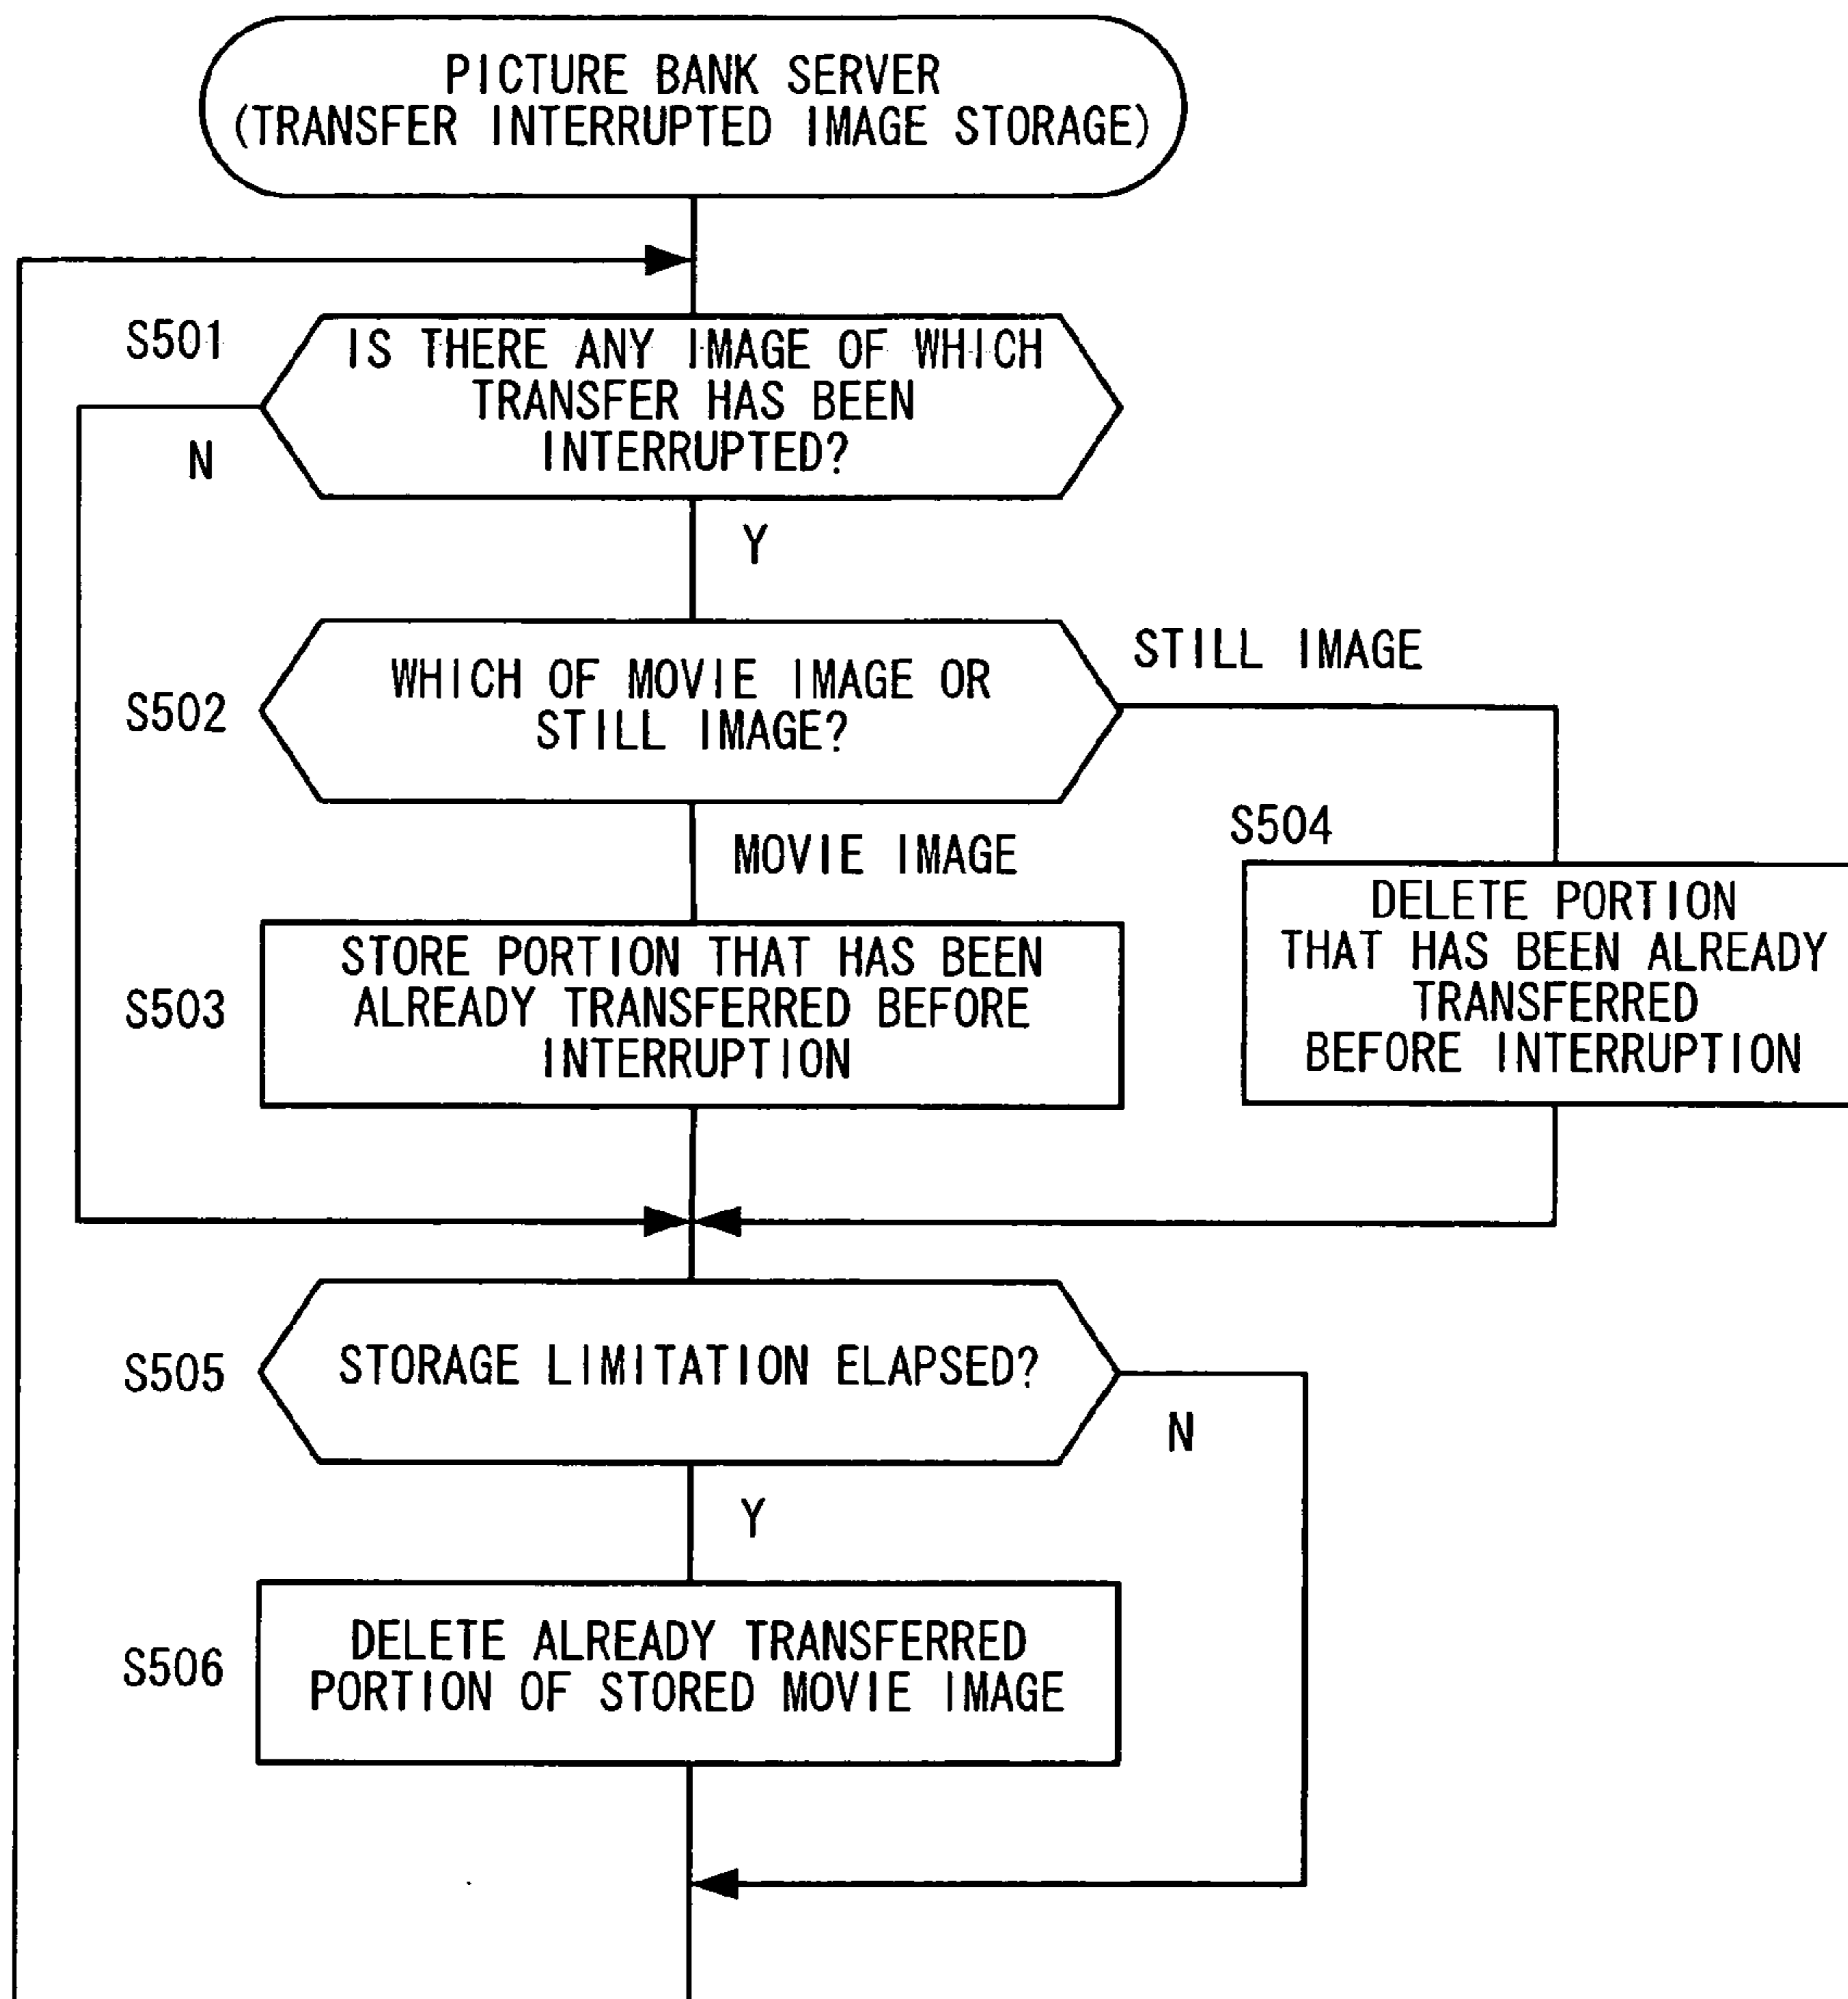 PICTURE BANK SERVER
(TRANSFER INTERRUPTED IMAGE STORAGE)
S501
IS THERE ANY IMAGE OF WHICH
TRANSFER HAS BEEN
INTERRUPTED?
N
Y
STILL IMAGE
S502
WHICH OF MOVIE IMAGE OR
STILL IMAGE?
MOVIE IMAGE
S503
STORE PORTION THAT HAS BEEN
ALREADY TRANSFERRED BEFORE
INTERRUPTION
S504
DELETE PORTION
THAT HAS BEEN ALREADY
TRANSFERRED
BEFORE INTERRUPTION
S505
STORAGE LIMITATION ELAPSED?
N
Y
S506
DELETE ALREADY TRANSFERRED
PORTION OF STORED MOVIE IMAGE